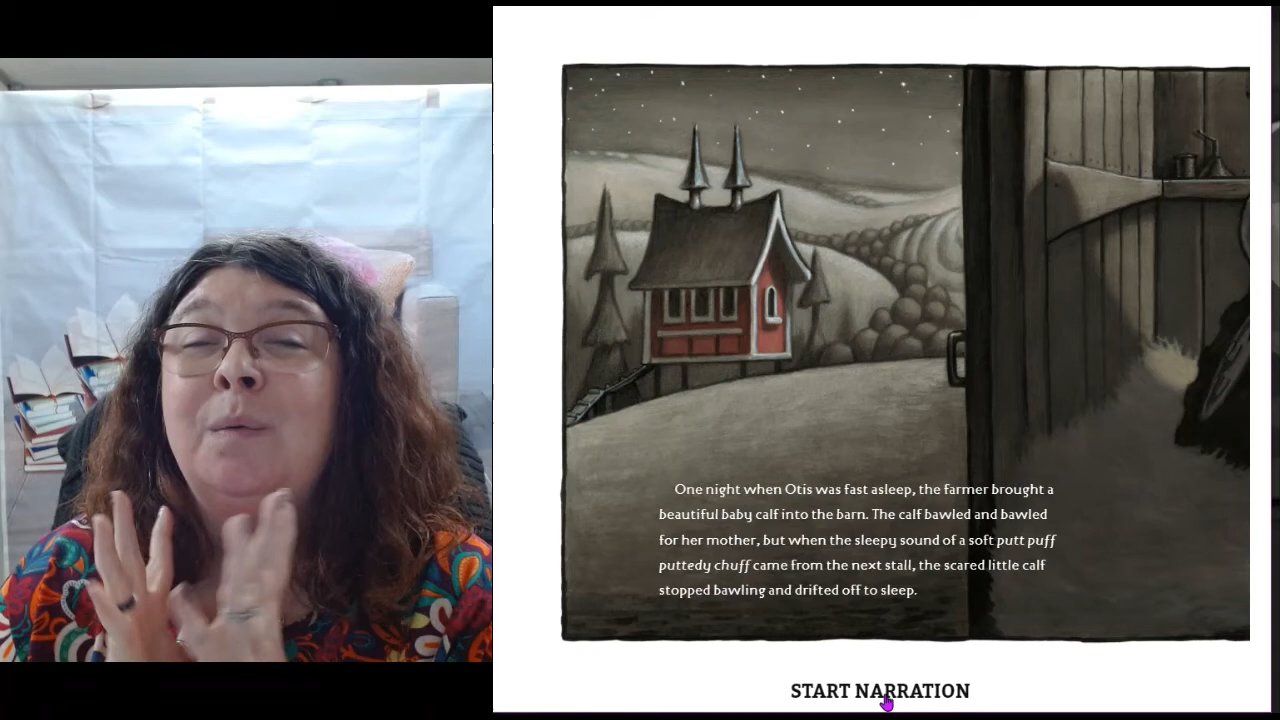 One night when Otis was fast asleep, the farmer brought a
beautiful baby calf into the barn. The calf bawled and bawled
for her mother, but when the sleepy sound of a soft putt puff
puttedy chuff came from the next stall, the scared little calf
stopped bawling and drifted off to sleep.
START NARRATION